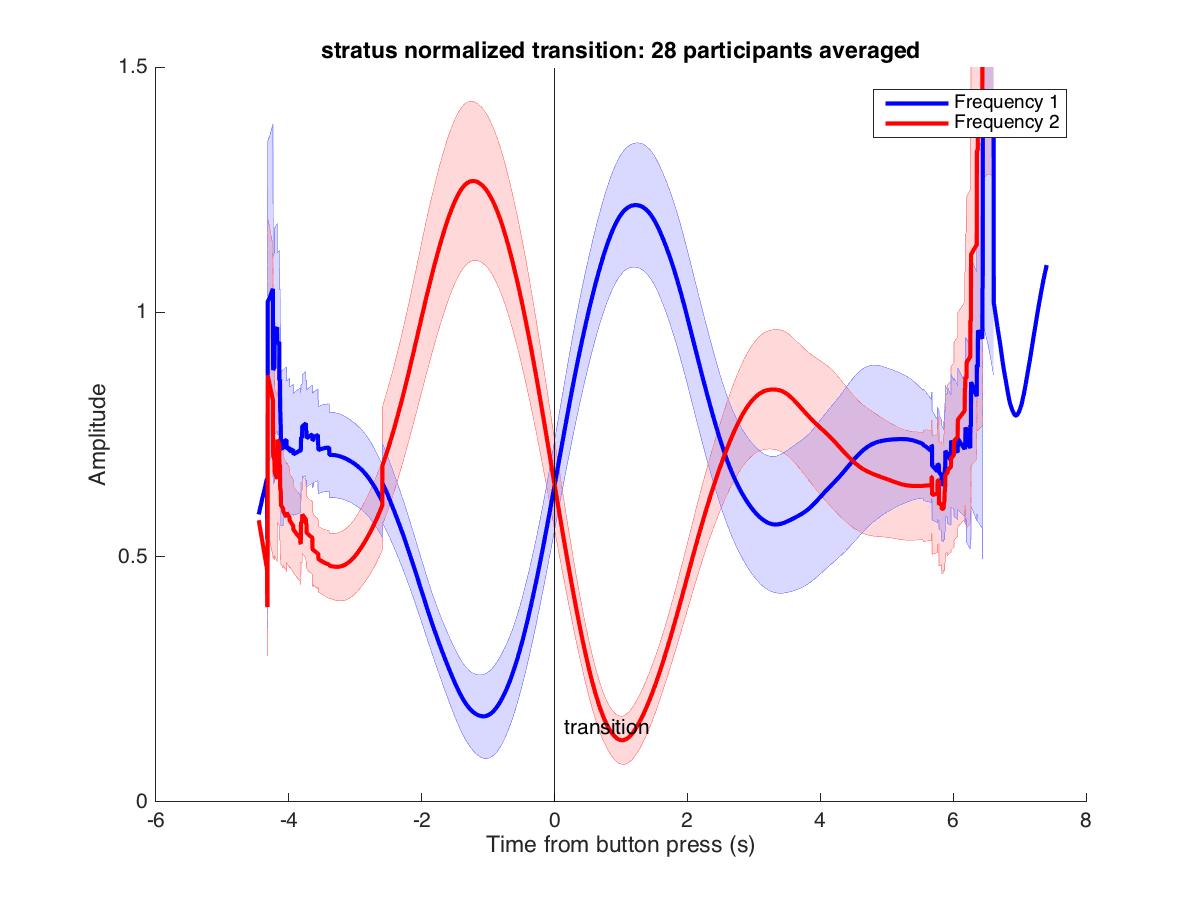 stratus normalized transition: 28 participants averaged
1.5
Frequency 1
Frequency 2
1
Amplitude
0.5
transition
0
-6 -4 -2 0 2 4 6 8
Time from button press (s)